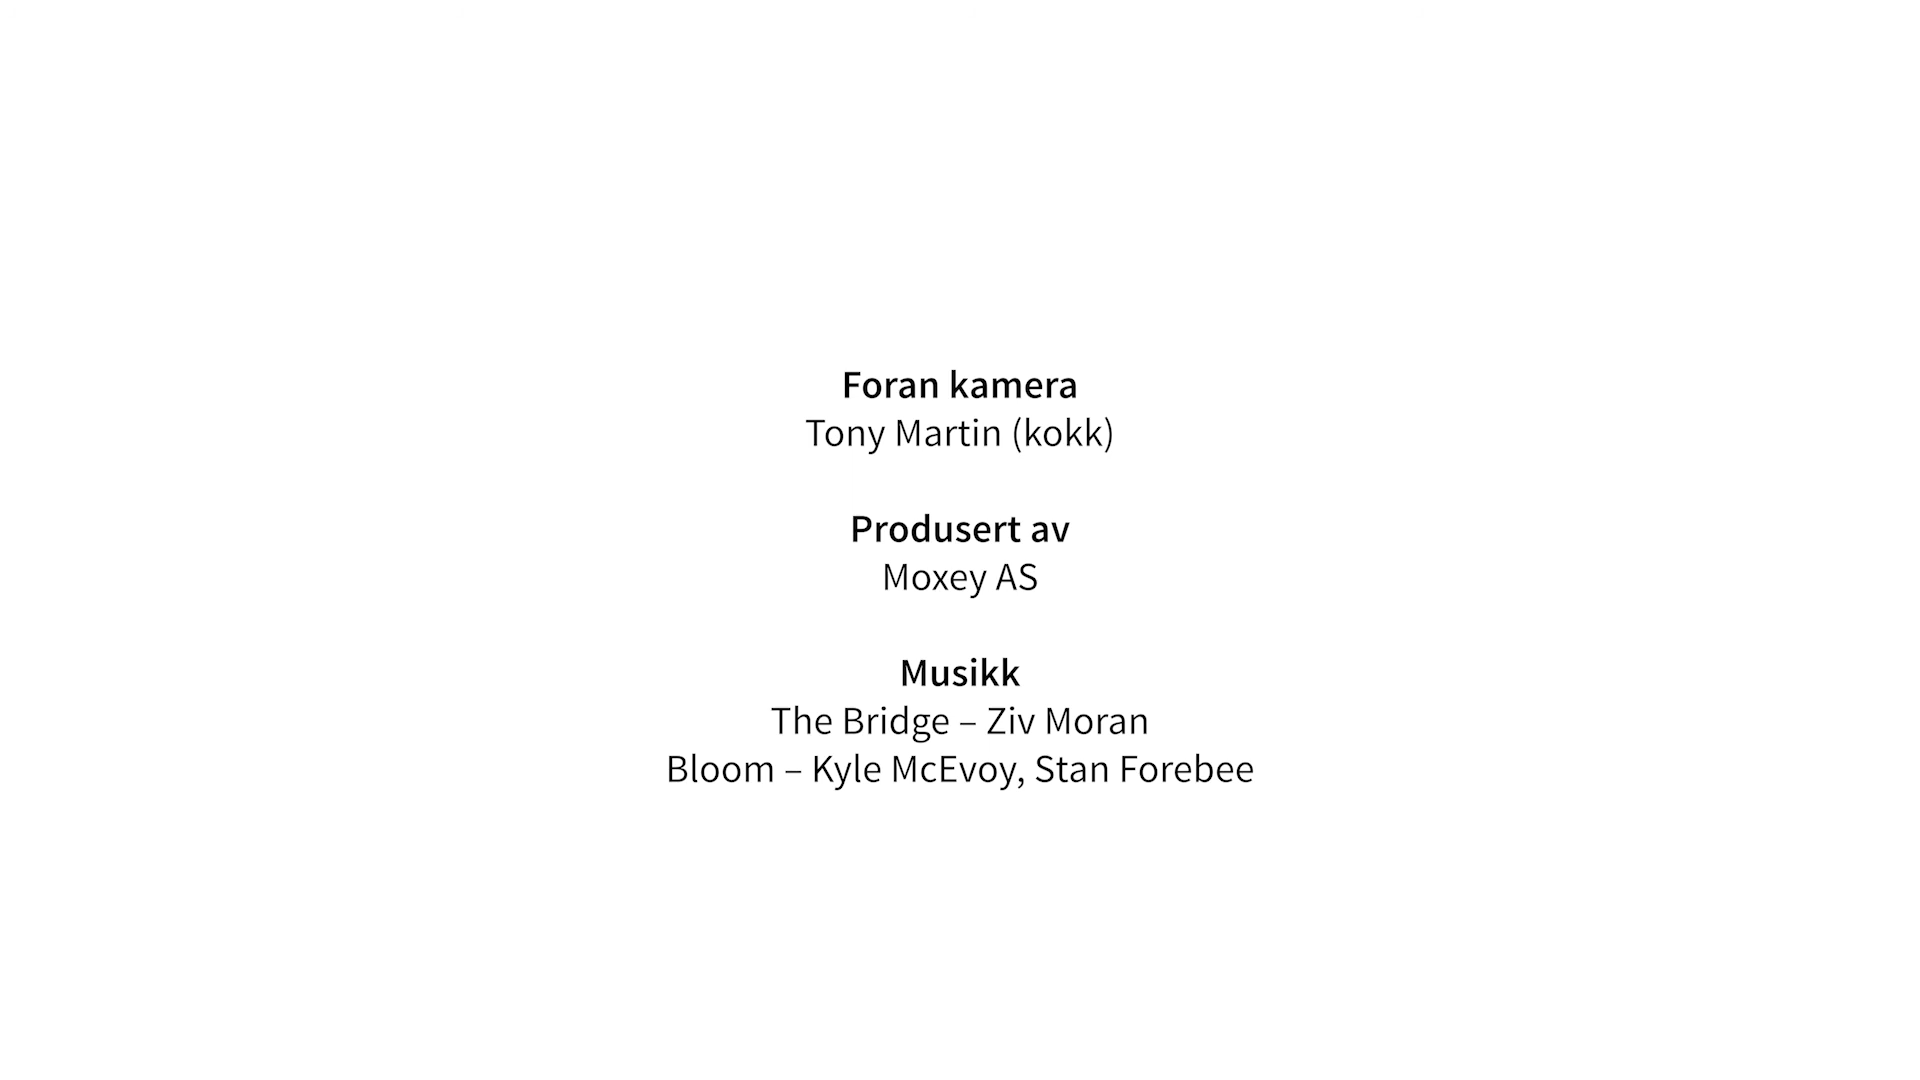 Foran kamera
Tony Martin (kokk)
Produsert av
Moxey AS
Musikk
The Bridge – Ziv Moran
Bloom – Kyle McEvoy, Stan Forebee